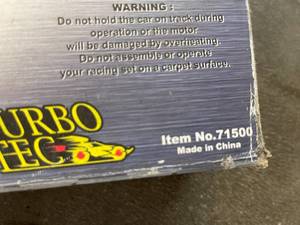 WARNING :
Do not hold the car on track during
operation or the motor
will be damaged by overheating.
Do not assemble or operate
your racing set on a carpet surface.
TURBO
TEC
Item No.71500
Made in China